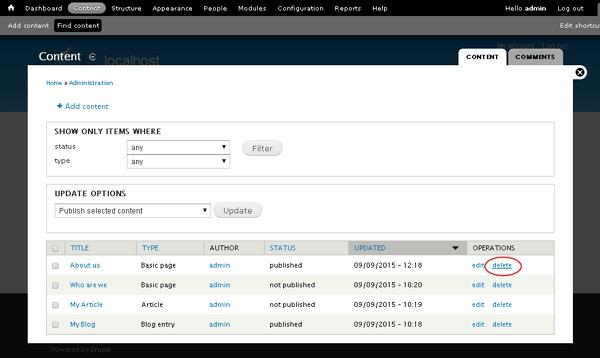 Dashboard Content Structure Appearance People Modules Configuration Reports Help Hello admin Log out
Add content Find content Edit shortcu
My account Log out
Content localhost CONTENT COMMENTS
Home » Administration
+ Add content
SHOW ONLY ITEMS WHERE
status any Filter
type any
UPDATE OPTIONS
Publish selected content Update
TITLE TYPE AUTHOR STATUS UPDATED OPERATIONS
About us Basic page admin published 09/09/2015 - 12:18 edit delete
Who are we Basic page admin not published 09/09/2015 - 10:20 edit delete
My Article Article admin not published 09/09/2015 - 10:19 edit delete
My Blog Blog entry admin published 09/09/2015 - 10:18 edit delete
Powered by Drupal